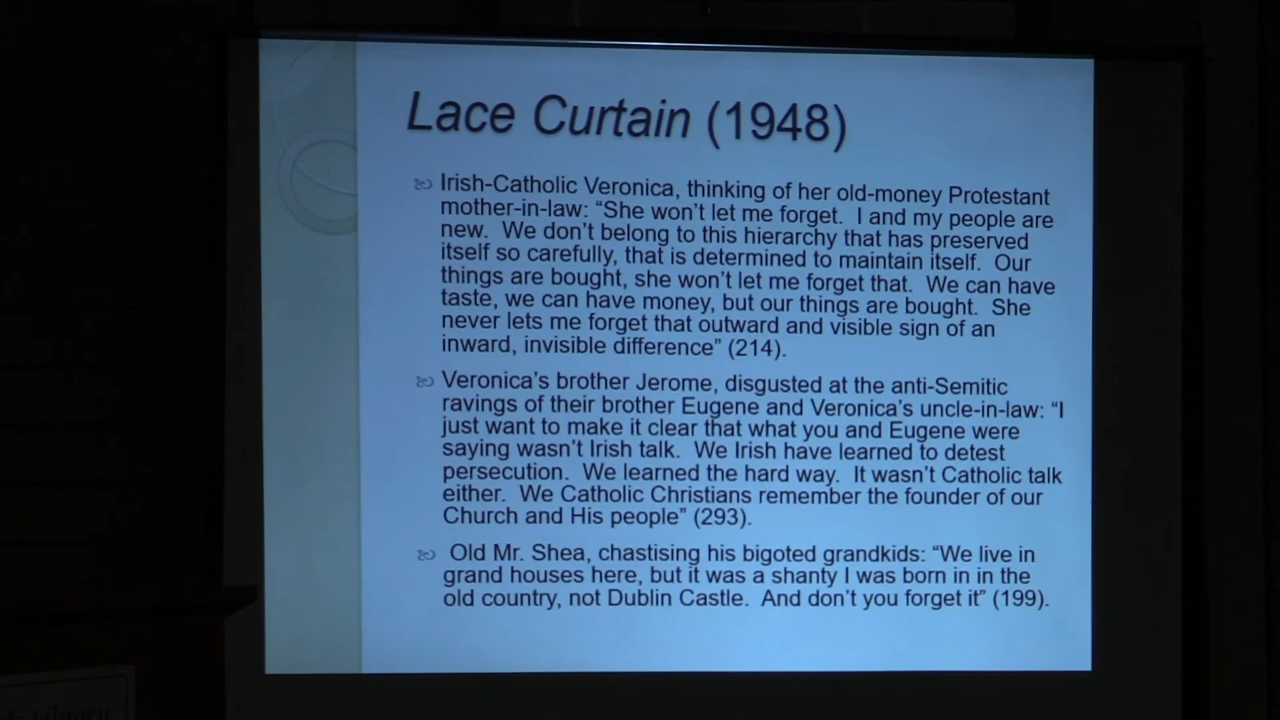 Lace Curtain (1948)
Irish-Catholic Veronica, thinking of her old-money Protestant
mother-in-law: “She won’t let me forget.  I and my people are
new.  We don’t belong to this hierarchy that has preserved
itself so carefully, that is determined to maintain itself.  Our
things are bought, she won’t let me forget that.  We can have
taste, we can have money, but our things are bought.  She
never lets me forget that outward and visible sign of an
inward, invisible difference” (214).
Veronica’s brother Jerome, disgusted at the anti-Semitic
ravings of their brother Eugene and Veronica’s uncle-in-law: “I
just want to make it clear that what you and Eugene were
saying wasn’t Irish talk.  We Irish have learned to detest
persecution.  We learned the hard way.  It wasn’t Catholic talk
either.  We Catholic Christians remember the founder of our
Church and His people” (293).
Old Mr. Shea, chastising his bigoted grandkids: “We live in
grand houses here, but it was a shanty I was born in in the
old country, not Dublin Castle.  And don’t you forget it” (199).
Library